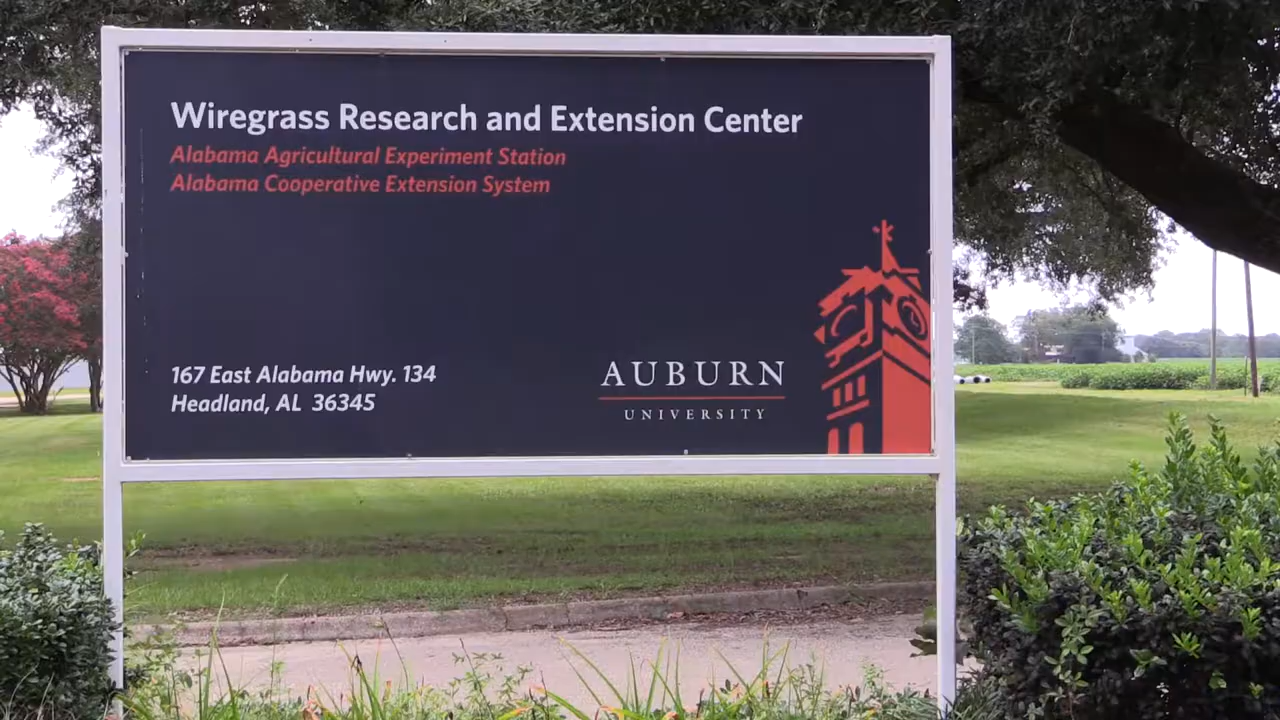 Wiregrass Research and Extension Center
Alabama Agricultural Experiment Station
Alabama Cooperative Extension System
167 East Alabama Hwy. 134
Headland, AL 36345
AUBURN
UNIVERSITY